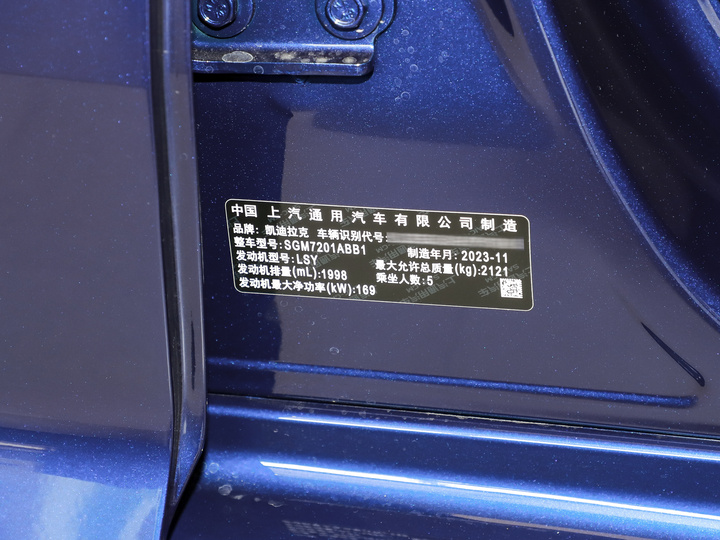 中国 上汽通用汽车有限公司制造
品牌: 凯迪拉克 车辆识别代号:
整车型号:SGM7201ABB1 制造年月: 2023-11
发动机型号:LSY 最大允许总质量(kg):2121
发动机排量(mL):1998 乘坐人数:5
发动机最大净功率(kW):169